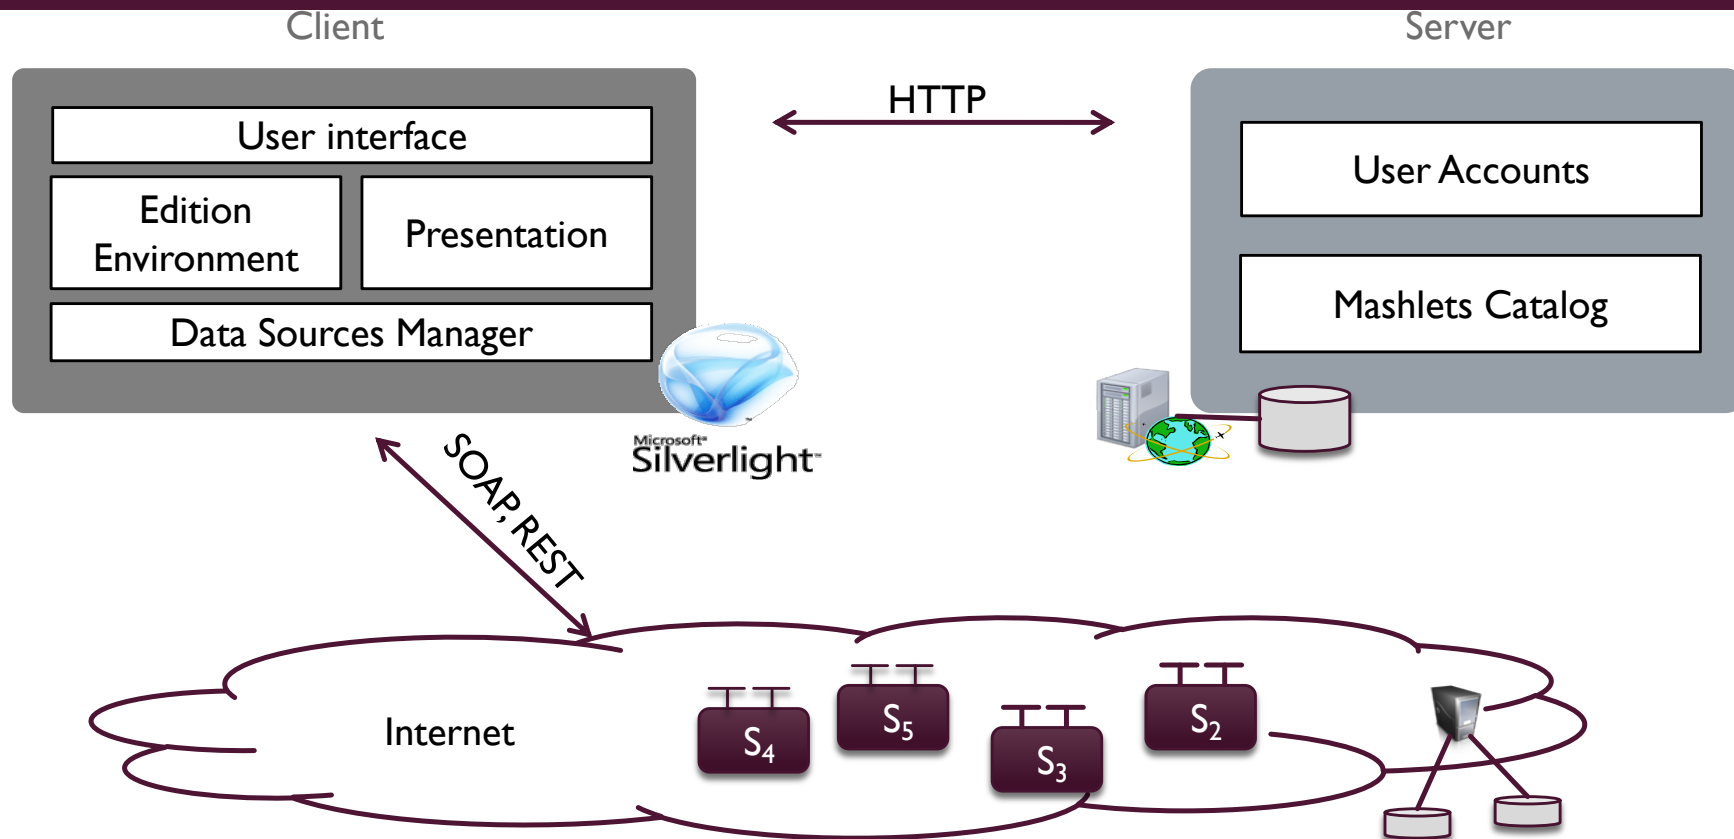 Client
Server
HTTP
User interface
Edition
Environment
Presentation
Data Sources Manager
User Accounts
Mashlets Catalog
Microsoft®
Silverlight™
SOAP, REST
Internet
S4
S5
S3
S2